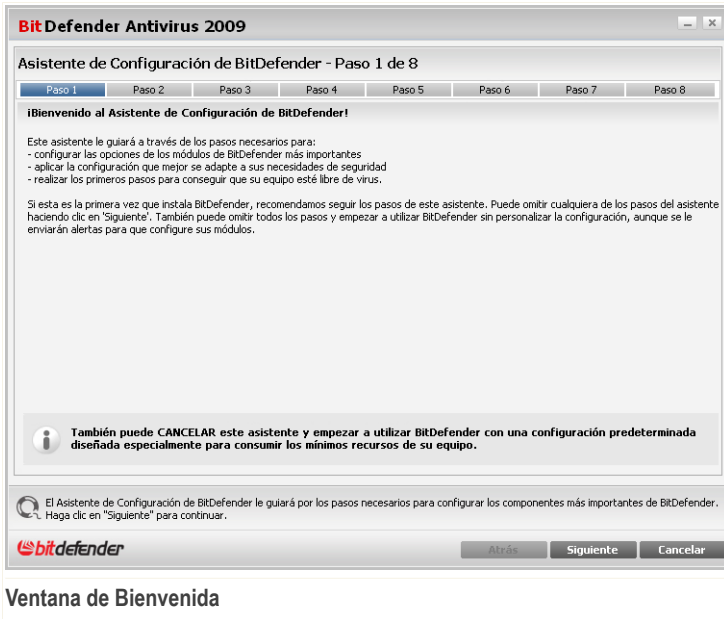 BitDefender Antivirus 2009
Asistente de Configuración de BitDefender - Paso 1 de 8
Paso 1 Paso 2 Paso 3 Paso 4 Paso 5 Paso 6 Paso 7 Paso 8
¡Bienvenido al Asistente de Configuración de BitDefender!
Este asistente le guiará a través de los pasos necesarios para:
- configurar las opciones de los módulos de BitDefender más importantes
- aplicar la configuración que mejor se adapte a sus necesidades de seguridad
- realizar los primeros pasos para conseguir que su equipo esté libre de virus.
Si esta es la primera vez que instala BitDefender, recomendamos seguir los pasos de este asistente. Puede omitir cualquiera de los pasos del asistente
haciendo clic en 'Siguiente'. También puede omitir todos los pasos y empezar a utilizar BitDefender sin personalizar la configuración, aunque se le
enviarán alertas para que configure sus módulos.
También puede CANCELAR este asistente y empezar a utilizar BitDefender con una configuración predeterminada
diseñada especialmente para consumir los mínimos recursos de su equipo.
El Asistente de Configuración de BitDefender le guiará por los pasos necesarios para configurar los componentes más importantes de BitDefender.
Haga clic en "Siguiente" para continuar.
bitdefender Atrás Siguiente Cancelar
Ventana de Bienvenida